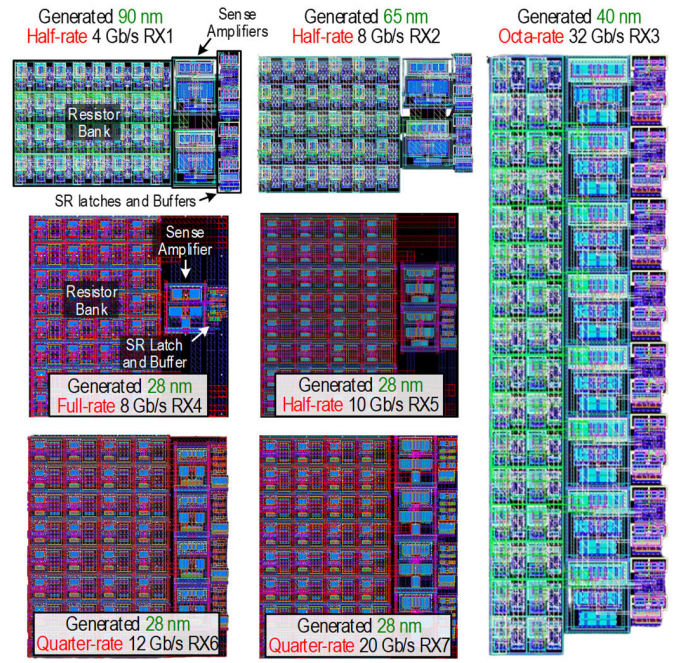 Generated 90 nm
Half-rate 4 Gb/s RX1
Sense
Amplifiers
Generated 65 nm
Half-rate 8 Gb/s RX2
Generated 40 nm
Octa-rate 32 Gb/s RX3
Resistor
Bank
SR latches and Buffers
Sense
Amplifier
Resistor
Bank
SR Latch
and Buffer
Generated 28 nm
Full-rate 8 Gb/s RX4
Generated 28 nm
Half-rate 10 Gb/s RX5
Generated 28 nm
Quarter-rate 12 Gb/s RX6
Generated 28 nm
Quarter-rate 20 Gb/s RX7